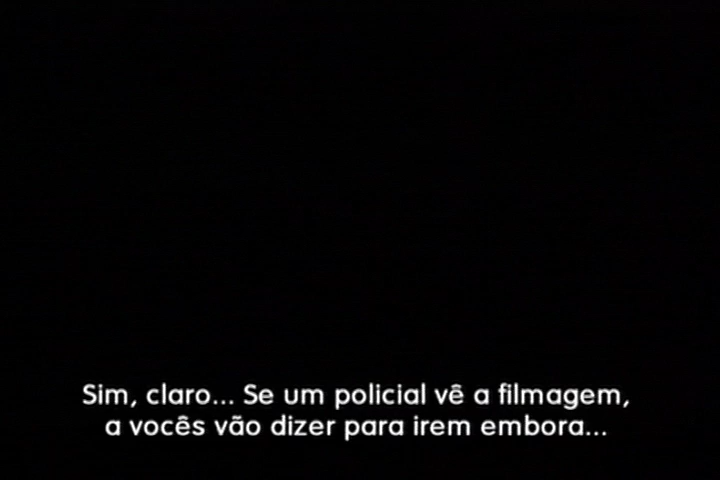 Sim, claro... Se um policial vê a filmagem,
a vocês vão dizer para irem embora...